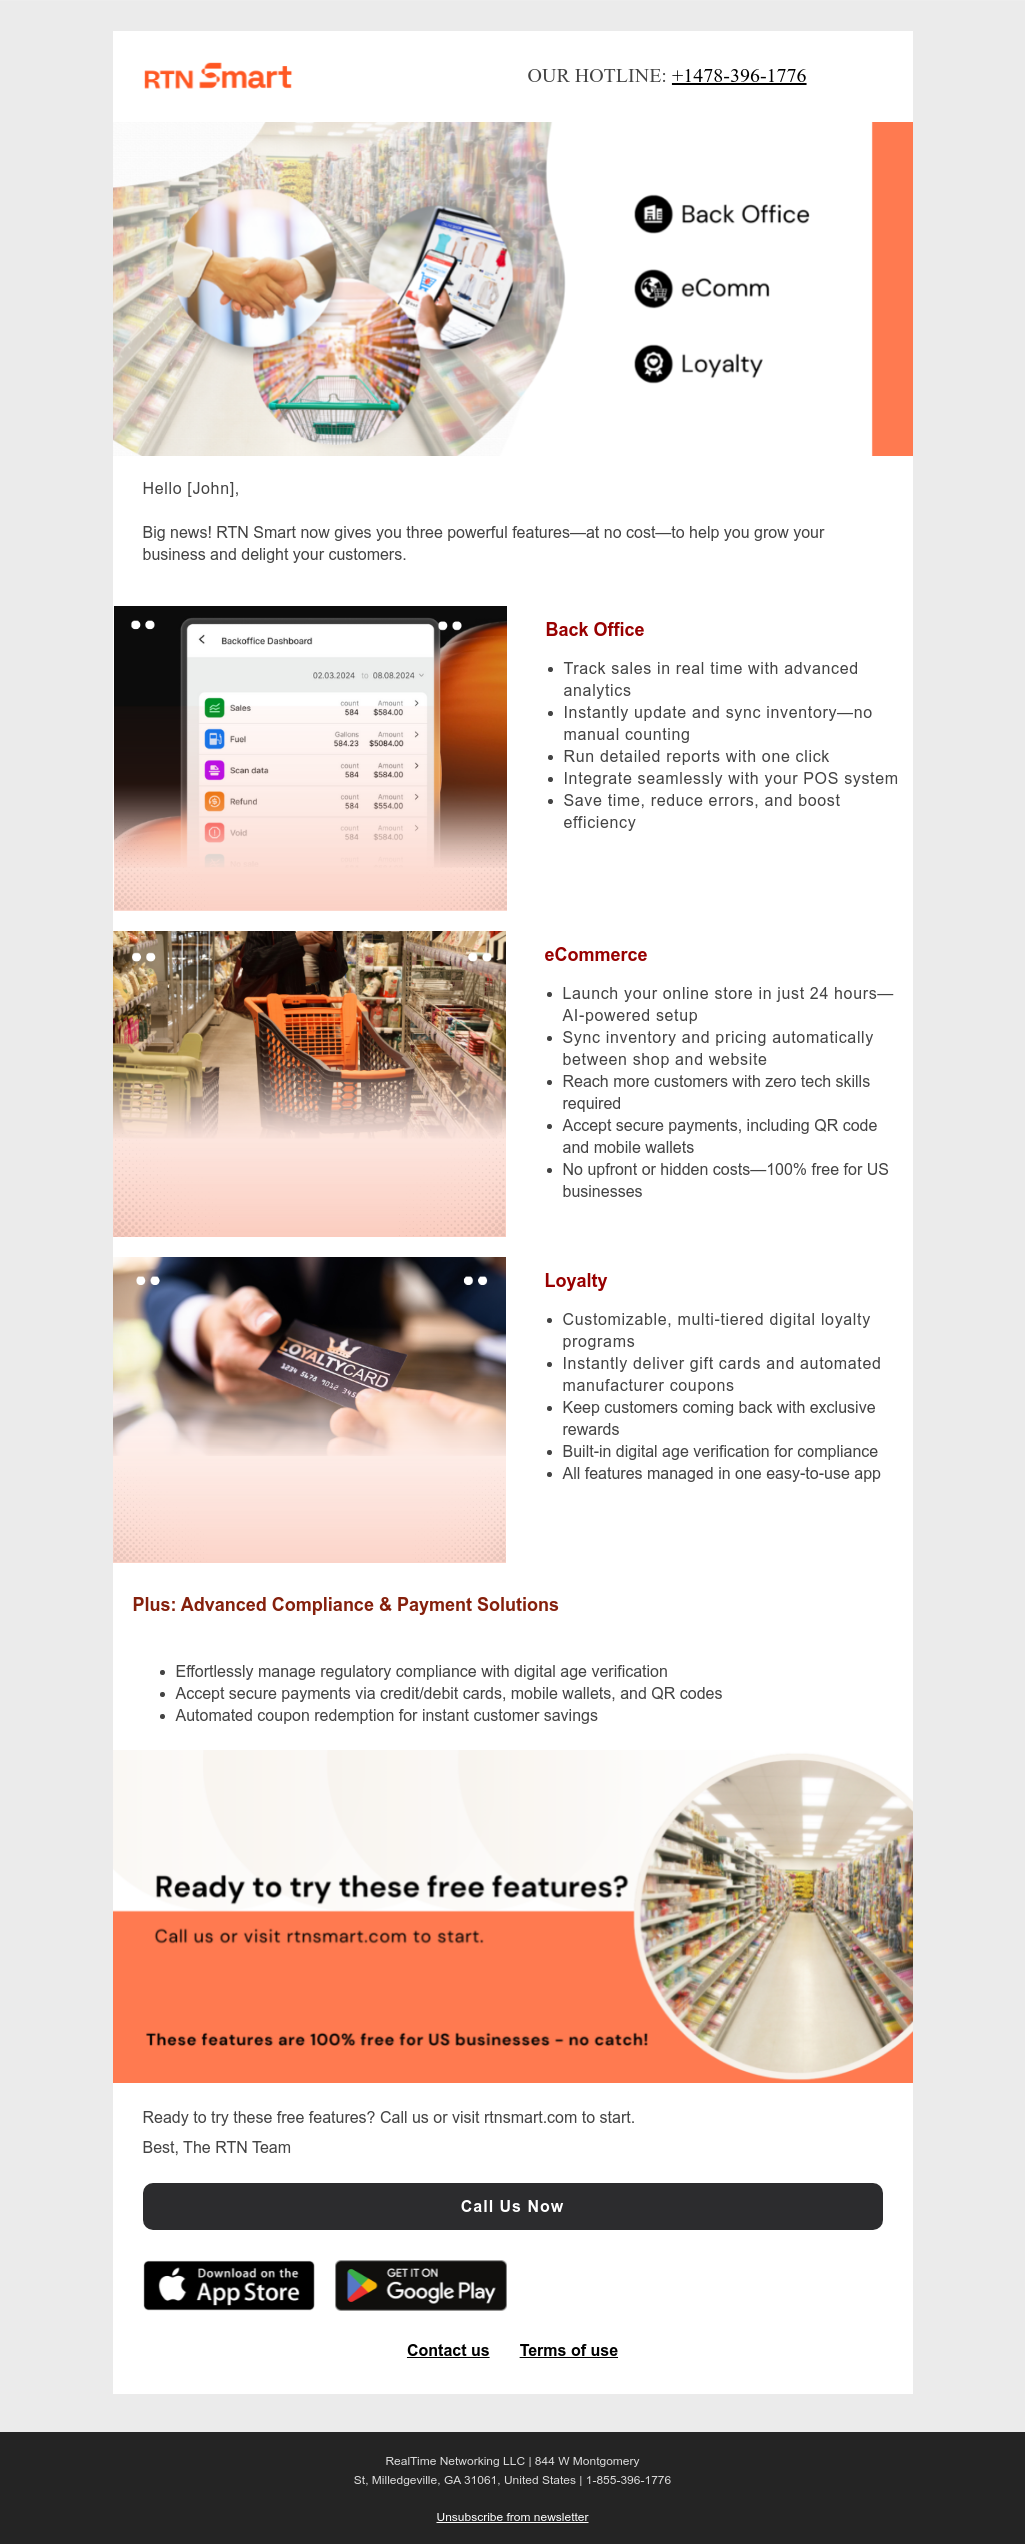 RTN Smart
OUR HOTLINE: +1478-396-1776
Back Office
eComm
Loyalty
Hello [John],
Big news! RTN Smart now gives you three powerful features—at no cost—to help you grow your
business and delight your customers.
Backoffice Dashboard
02.03.2024 to 08.08.2024
Sales count 584 Amount $584.00
Fuel Gallons 584.23 Amount $5084.00
Scan data count 584 Amount $584.00
Refund count 584 Amount $554.00
Void count 584 Amount $584.00
Back Office
• Track sales in real time with advanced
analytics
• Instantly update and sync inventory—no
manual counting
• Run detailed reports with one click
• Integrate seamlessly with your POS system
• Save time, reduce errors, and boost
efficiency
eCommerce
• Launch your online store in just 24 hours—
AI-powered setup
• Sync inventory and pricing automatically
between shop and website
• Reach more customers with zero tech skills
required
• Accept secure payments, including QR code
and mobile wallets
• No upfront or hidden costs—100% free for US
businesses
LOYALTY CARD
1234 5678 9012
Loyalty
• Customizable, multi-tiered digital loyalty
programs
• Instantly deliver gift cards and automated
manufacturer coupons
• Keep customers coming back with exclusive
rewards
• Built-in digital age verification for compliance
• All features managed in one easy-to-use app
Plus: Advanced Compliance & Payment Solutions
• Effortlessly manage regulatory compliance with digital age verification
• Accept secure payments via credit/debit cards, mobile wallets, and QR codes
• Automated coupon redemption for instant customer savings
Ready to try these free features?
Call us or visit rtnsmart.com to start.
These features are 100% free for US businesses - no catch!
Ready to try these free features? Call us or visit rtnsmart.com to start.
Best, The RTN Team
Call Us Now
Download on the
App Store
GET IT ON
Google Play
Contact us Terms of use
RealTime Networking LLC | 844 W Montgomery
St, Milledgeville, GA 31061, United States | 1-855-396-1776
Unsubscribe from newsletter